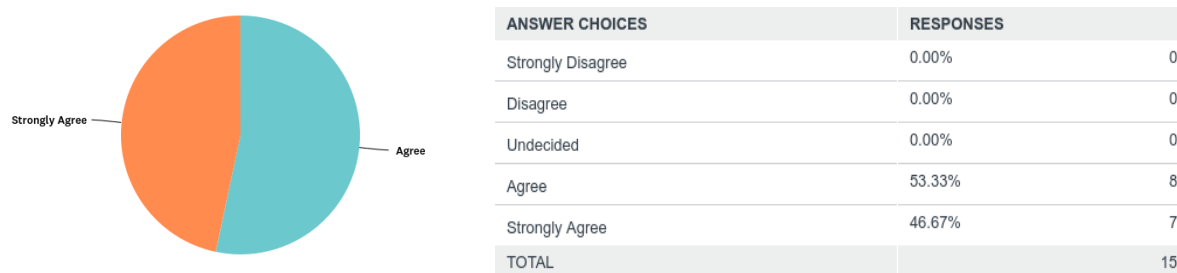 Strongly Agree
Agree
ANSWER CHOICES RESPONSES
Strongly Disagree 0.00% 0
Disagree 0.00% 0
Undecided 0.00% 0
Agree 53.33% 8
Strongly Agree 46.67% 7
TOTAL 15